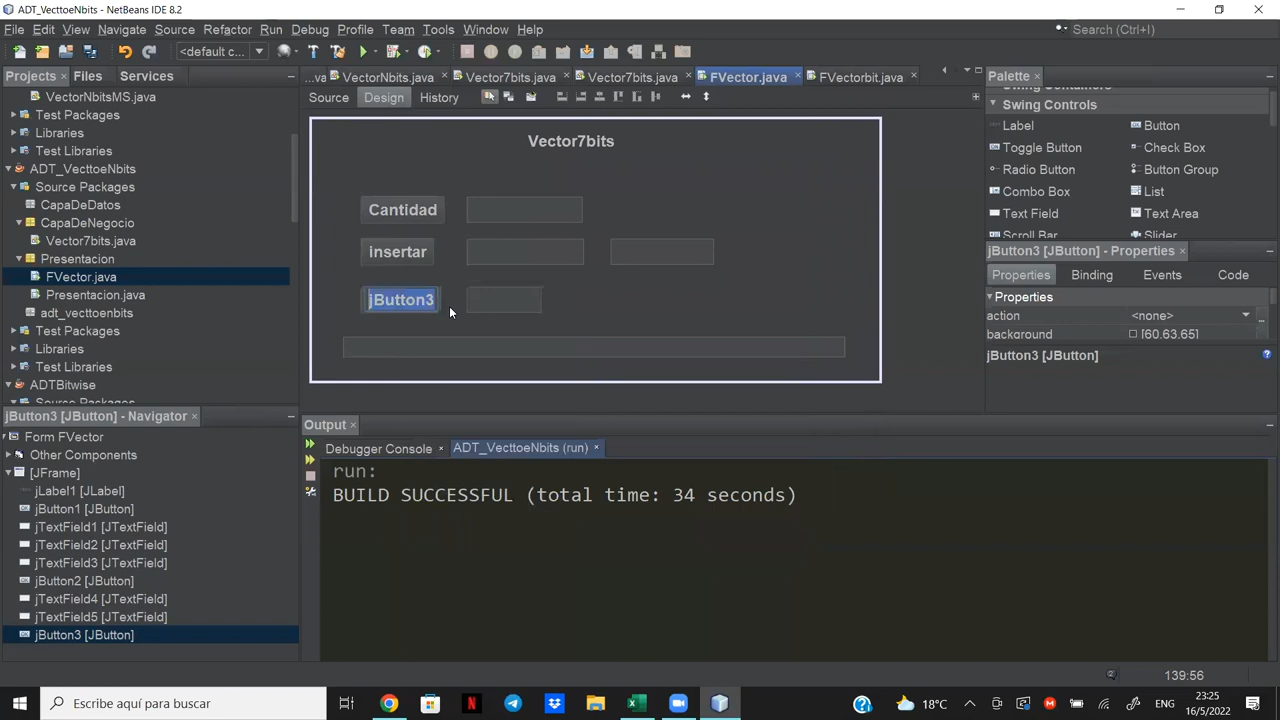 ADT_VecttoeNbits - NetBeans IDE 8.2
File Edit View Navigate Source Refactor Run Debug Profile Team Tools Window Help
Search (Ctrl+I)
<default c...
Projects Files Services
...va VectorNbits.java Vector7bits.java Vector7bits.java FVector.java FVectorbit.java
Source Design History
VectorNbitsMS.java
Test Packages
Libraries
Test Libraries
ADT_VecttoeNbits
Source Packages
CapaDeDatos
CapaDeNegocio
Vector7bits.java
Presentacion
FVector.java
Presentacion.java
adt_vecttoenbits
Test Packages
Libraries
Test Libraries
ADTBitwise
Source Packages
Vector7bits
Cantidad
insertar
jButton3
Palette
Swing Containers
Swing Controls
Label Button
Toggle Button Check Box
Radio Button Button Group
Combo Box List
Text Field Text Area
Scroll Bar Slider
jButton3 [JButton] - Properties
Properties Binding Events Code
Properties
action <none> ...
background [60,63,65] ...
jButton3 [JButton]
jButton3 [JButton] - Navigator
Form FVector
Other Components
[JFrame]
jLabel1 [JLabel]
jButton1 [JButton]
jTextField1 [JTextField]
jTextField2 [JTextField]
jTextField3 [JTextField]
jButton2 [JButton]
jTextField4 [JTextField]
jTextField5 [JTextField]
jButton3 [JButton]
Output
Debugger Console ADT_VecttoeNbits (run)
run:
BUILD SUCCESSFUL (total time: 34 seconds)
139:56
Escribe aquí para buscar
18°C
23:25
16/5/2022